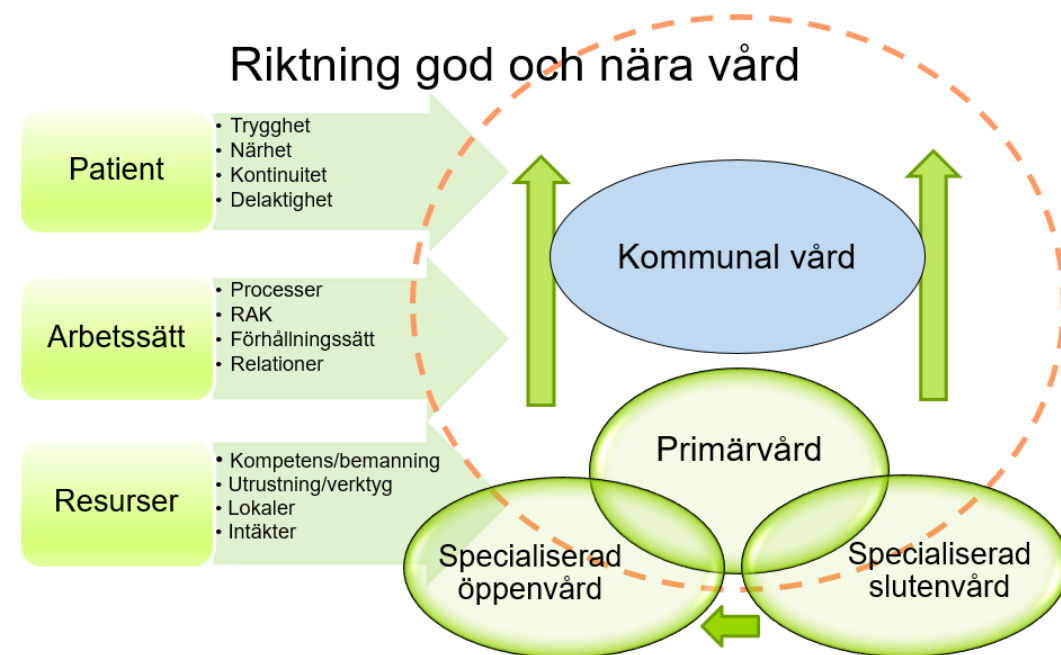 Riktning god och nära vård
Patient
• Trygghet
• Närhet
• Kontinuitet
• Delaktighet
Arbetssätt
• Processer
• RAK
• Förhållningssätt
• Relationer
Resurser
• Kompetens/bemanning
• Utrustning/verktyg
• Lokaler
• Intäkter
Kommunal vård
Primärvård
Specialiserad
öppenvård
Specialiserad
slutenvård